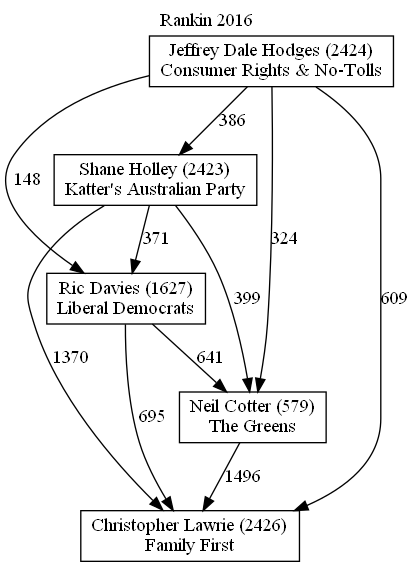 Rankin 2016
Jeffrey Dale Hodges (2424)
Consumer Rights & No-Tolls
386
Shane Holley (2423)
Katter's Australian Party
148
371
324
Ric Davies (1627)
Liberal Democrats
399
609
1370
641
695
Neil Cotter (579)
The Greens
1496
Christopher Lawrie (2426)
Family First